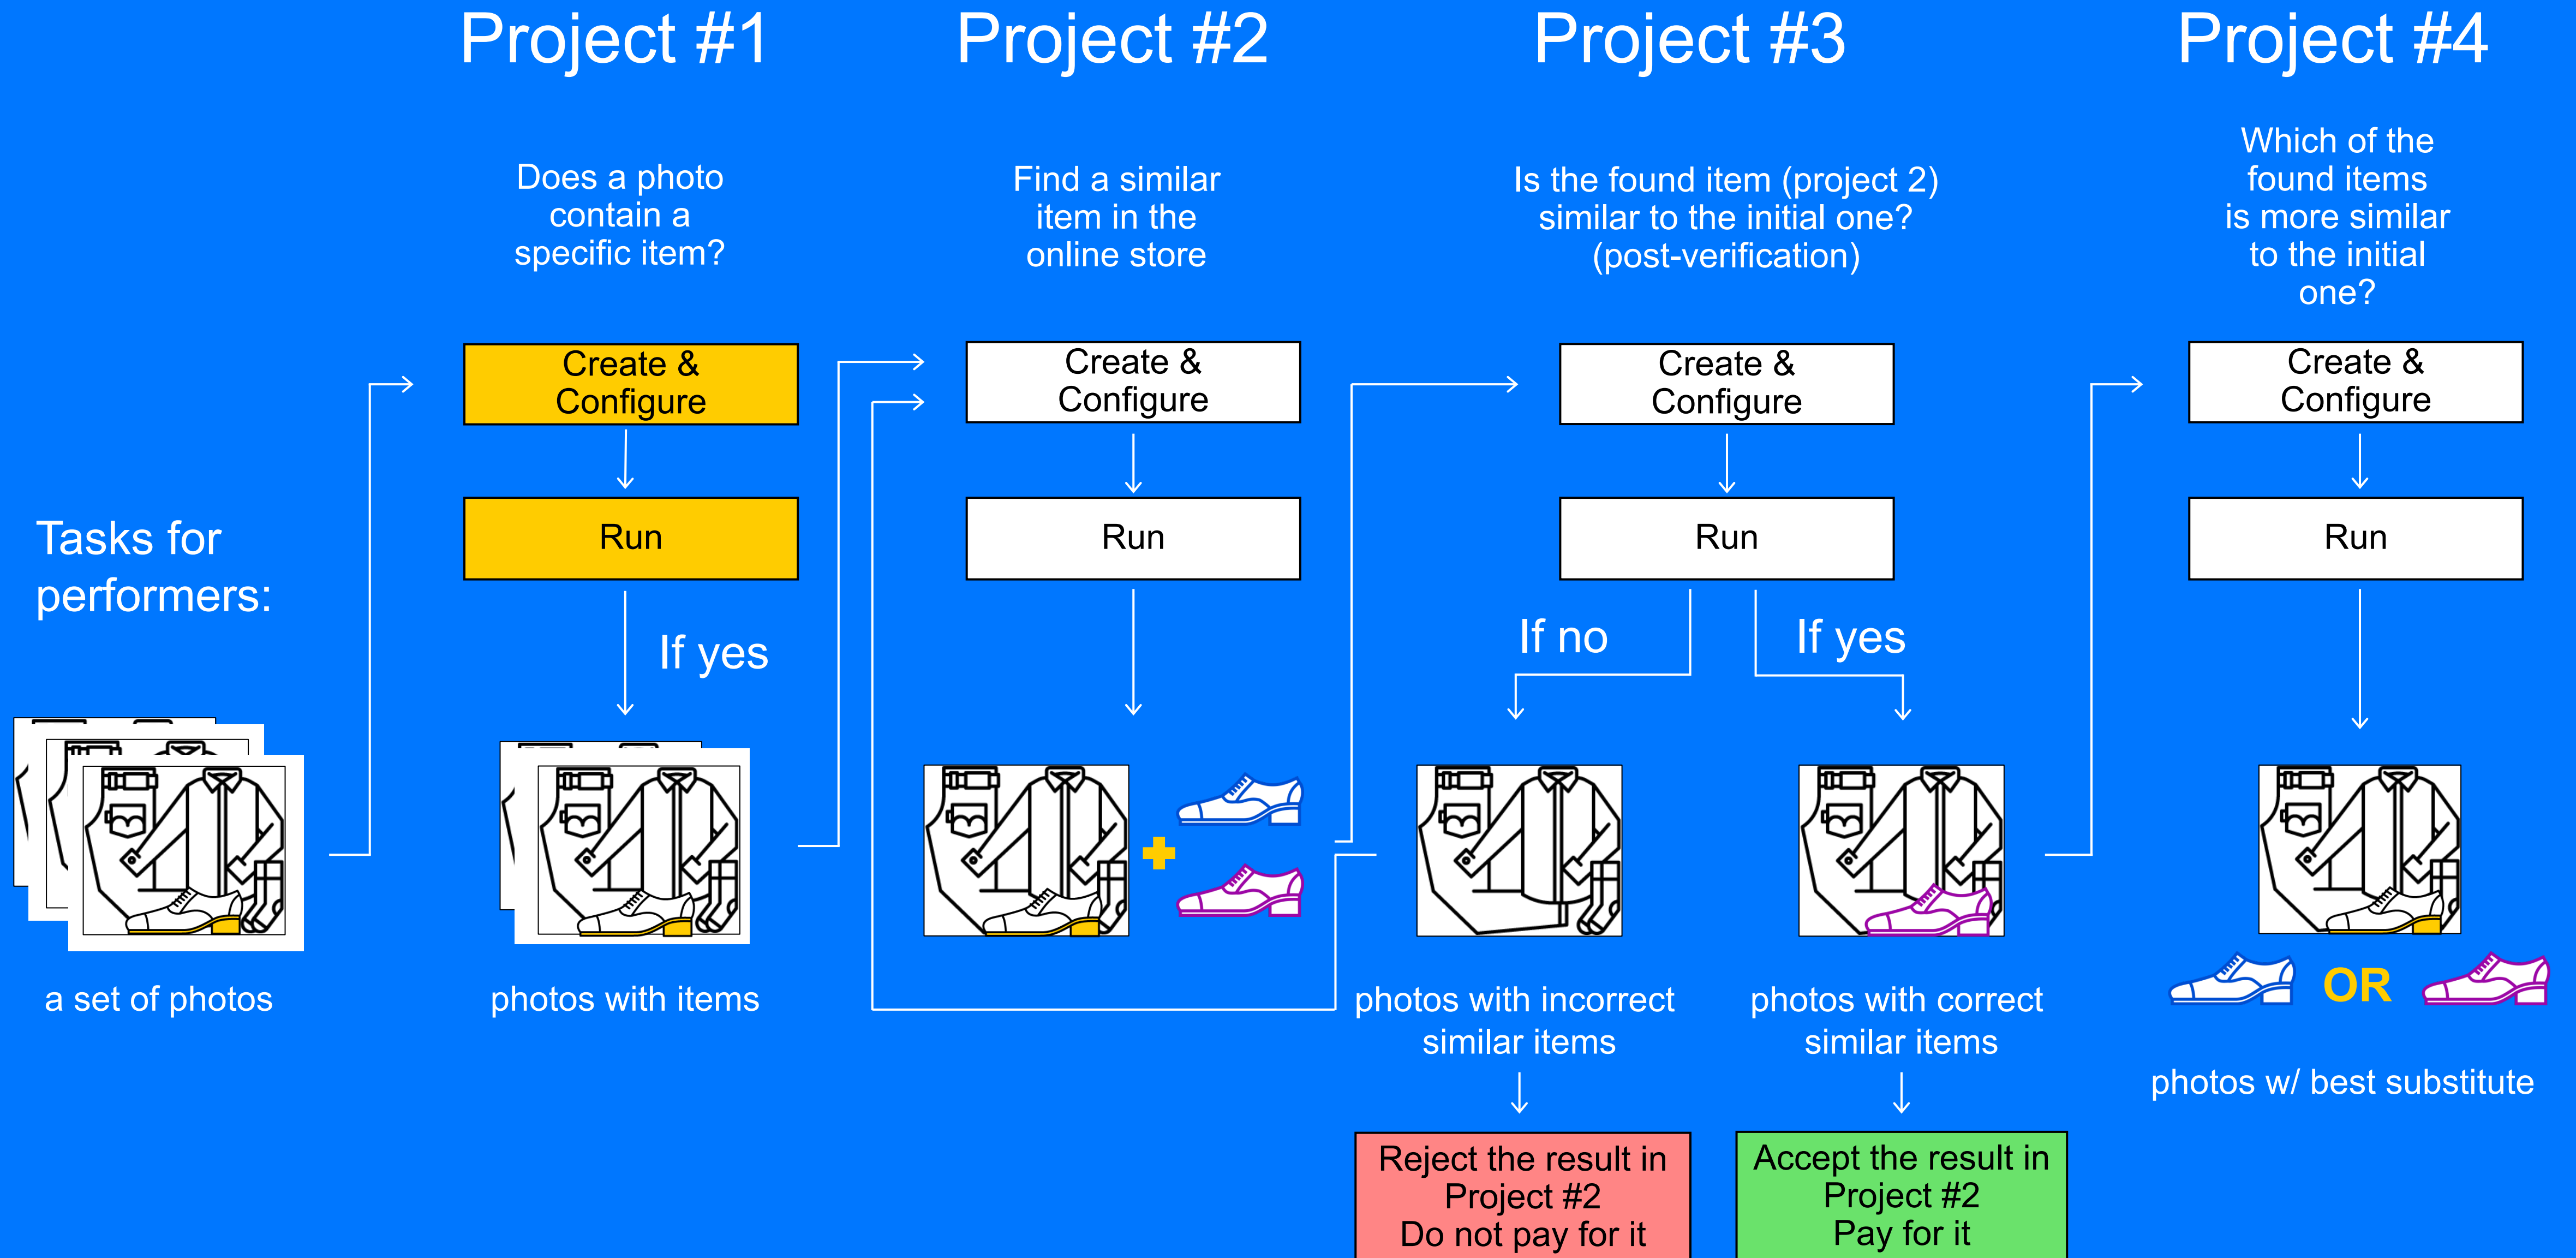 Project #1
Project #2
Project #3
Project #4
Does a photo
contain a
specific item?
Find a similar
item in the
online store
Is the found item (project 2)
similar to the initial one?
(post-verification)
Which of the
found items
is more similar
to the initial
one?
Create &
Configure
Create &
Configure
Create &
Configure
Create &
Configure
Run
Run
Run
Run
Tasks for
performers:
If yes
If no
If yes
a set of photos
photos with items
photos with incorrect
similar items
photos with correct
similar items
OR
photos w/ best substitute
Reject the result in
Project #2
Do not pay for it
Accept the result in
Project #2
Pay for it